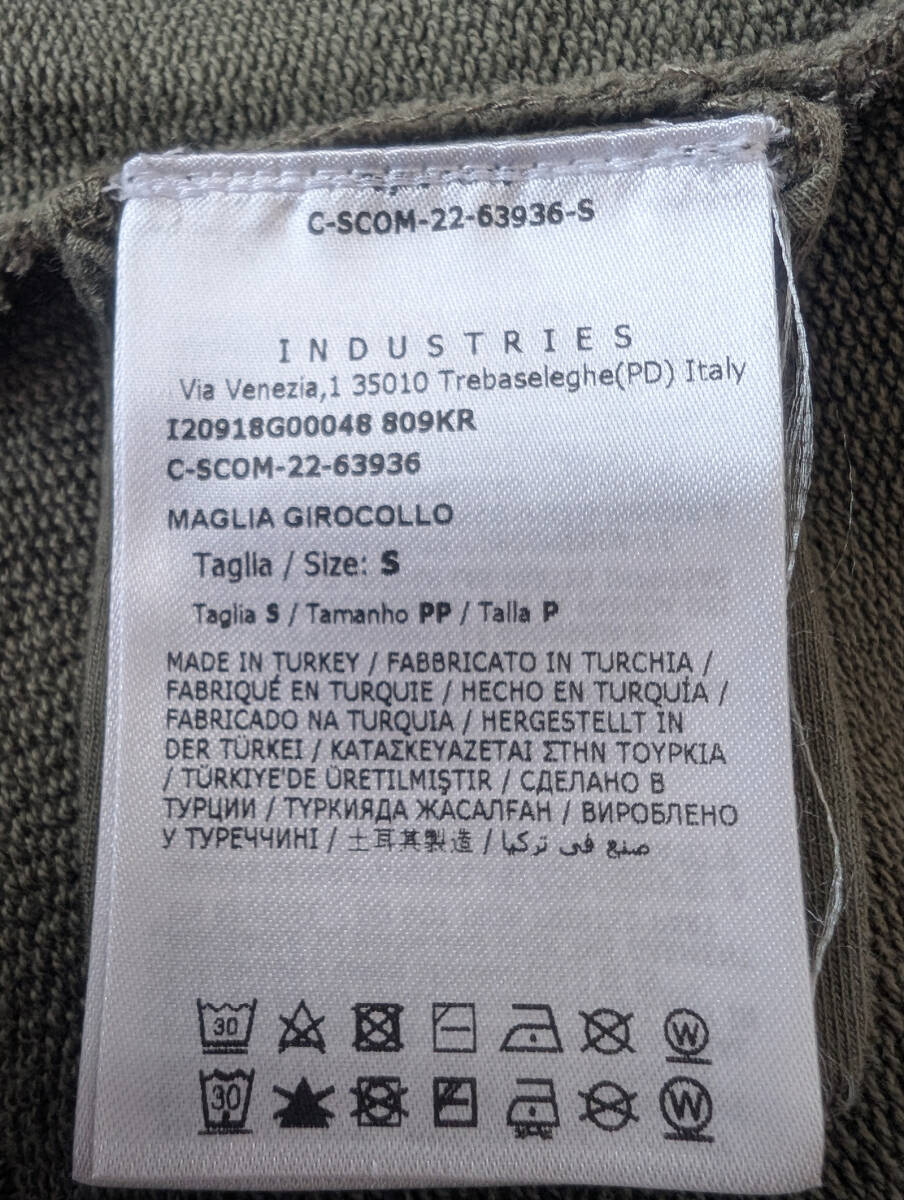 C-SCOM-22-63936-S
INDUSTRIES
Via Venezia,1 35010 Trebaseleghe(PD) Italy
I20918G00048 809KR
C-SCOM-22-63936
MAGLIA GIROCOLLO
Taglia / Size: S
Taglia S / Tamanho PP / Talla P
MADE IN TURKEY / FABBRICATO IN TURCHIA /
FABRIQUÉ EN TURQUIE / HECHO EN TURQUÍA /
FABRICADO NA TURQUIA / HERGESTELLT IN
DER TÜRKEI / ΚΑΤΑΣΚΕΥΑΖΕΤΑΙ ΣΤΗΝ ΤΟΥΡΚΙΑ
/ TÜRKIYE'DE ÜRETILMIŞTIR / СДЕЛАНО В
ТУРЦИИ / ТҮРКИЯДА ЖАСАЛҒАН / ВИРОБЛЕНО
У ТУРЕЧЧИНІ / 土耳其製造 / صنع فى تركيا
30 W
30 W